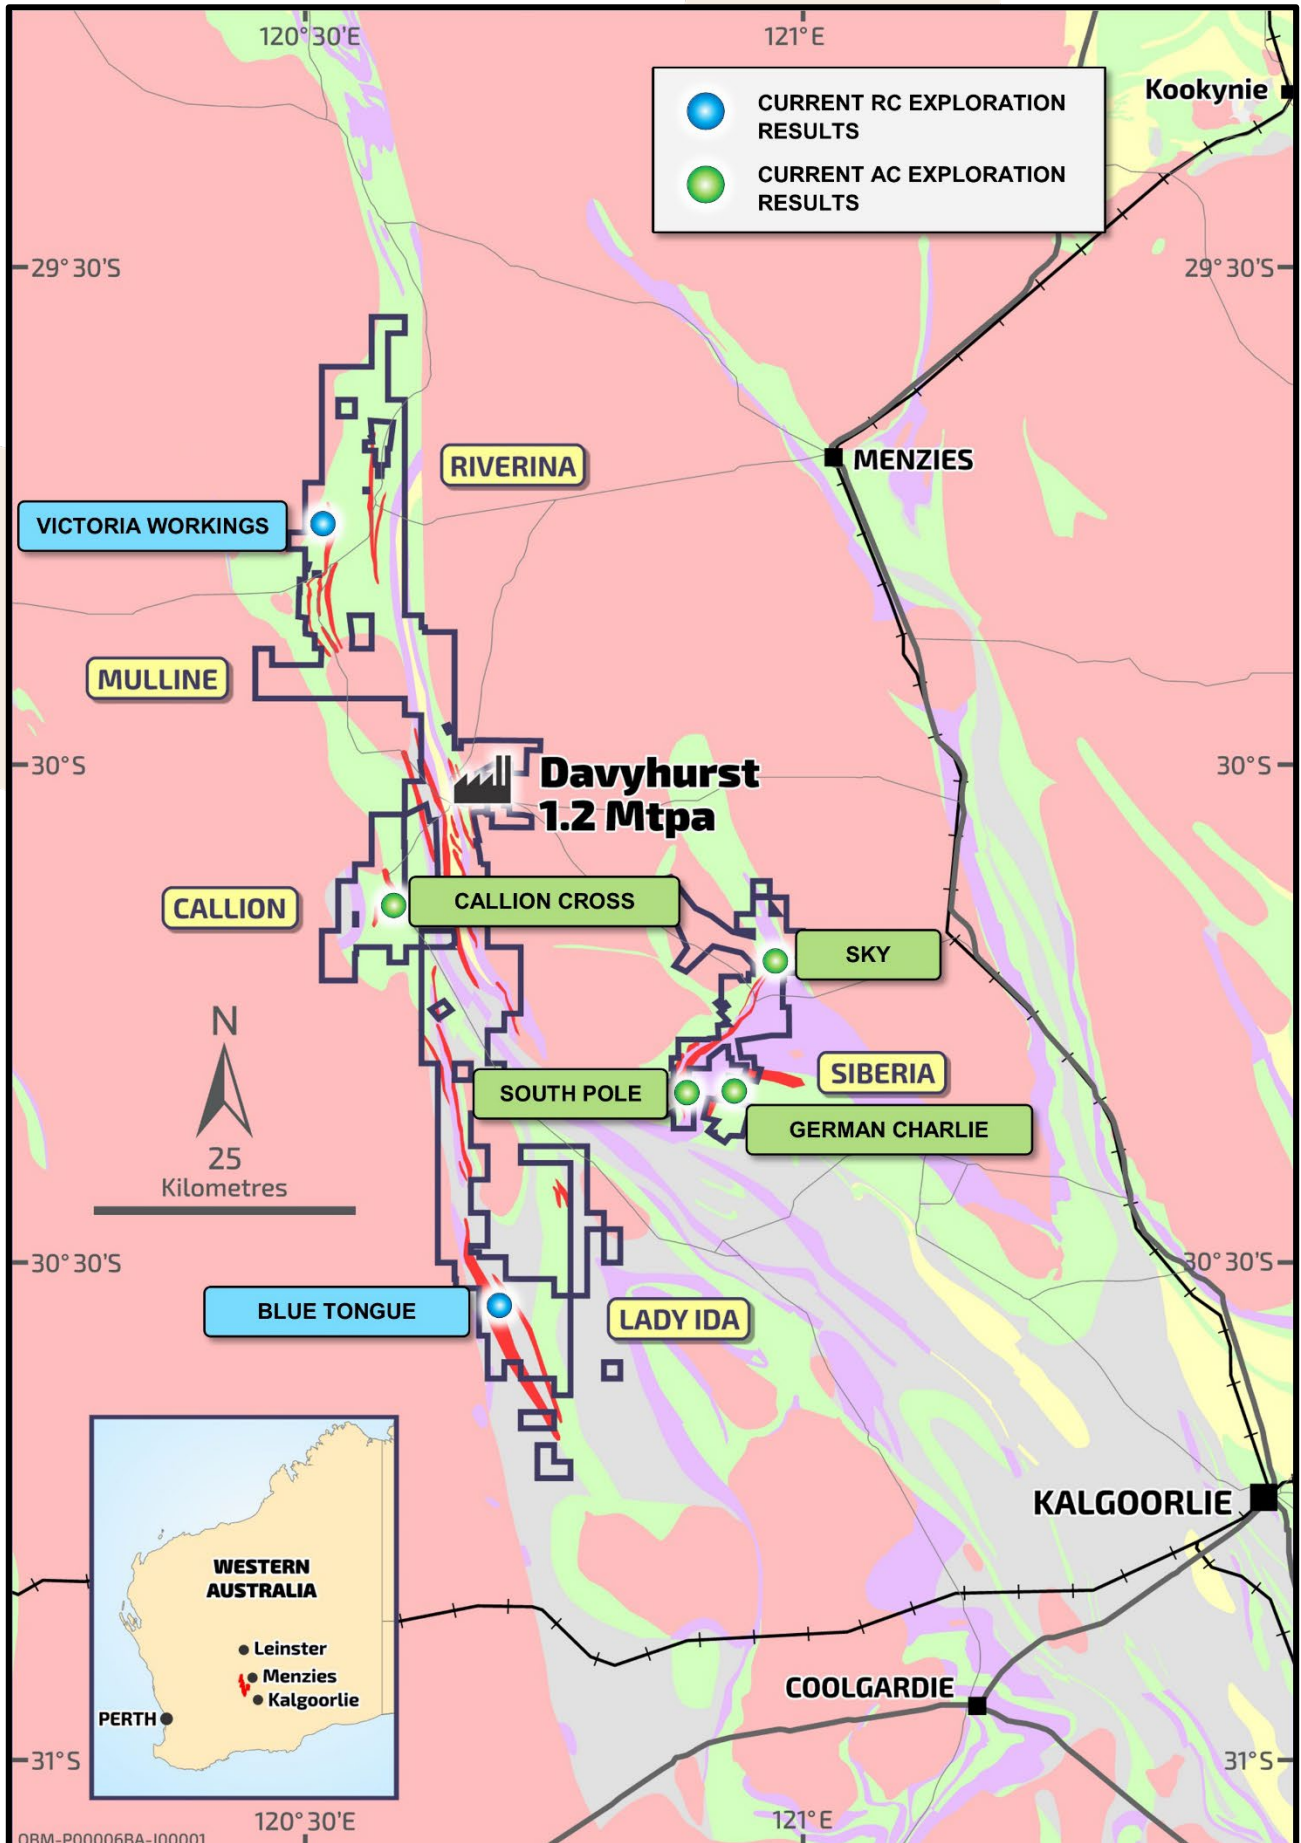 120°30'E
121°E
CURRENT RC EXPLORATION
RESULTS
CURRENT AC EXPLORATION
RESULTS
Kookynie
29°30'S
29°30'S
RIVERINA
MENZIES
VICTORIA WORKINGS
MULLINE
30°S
30°S
Davyhurst
1.2 Mtpa
CALLION
CALLION CROSS
SKY
N
SIBERIA
SOUTH POLE
GERMAN CHARLIE
25
Kilometres
30°30'S
30°30'S
BLUE TONGUE
LADY IDA
KALGOORLIE
WESTERN
AUSTRALIA
Leinster
Menzies
Kalgoorlie
PERTH
COOLGARDIE
31°S
31°S
120°30'E
121°E
OBM-P00006BA-J00001